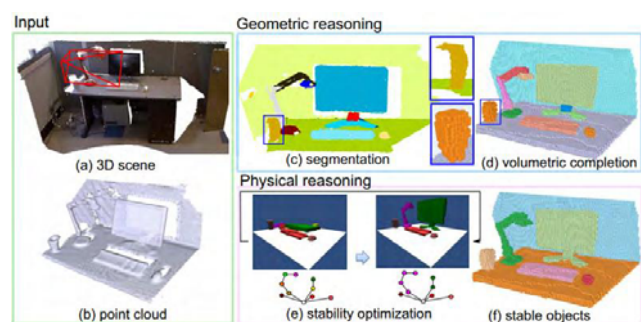 Input
(a) 3D scene
(b) point cloud
Geometric reasoning
(c) segmentation
(d) volumetric completion
Physical reasoning
(e) stability optimization
(f) stable objects